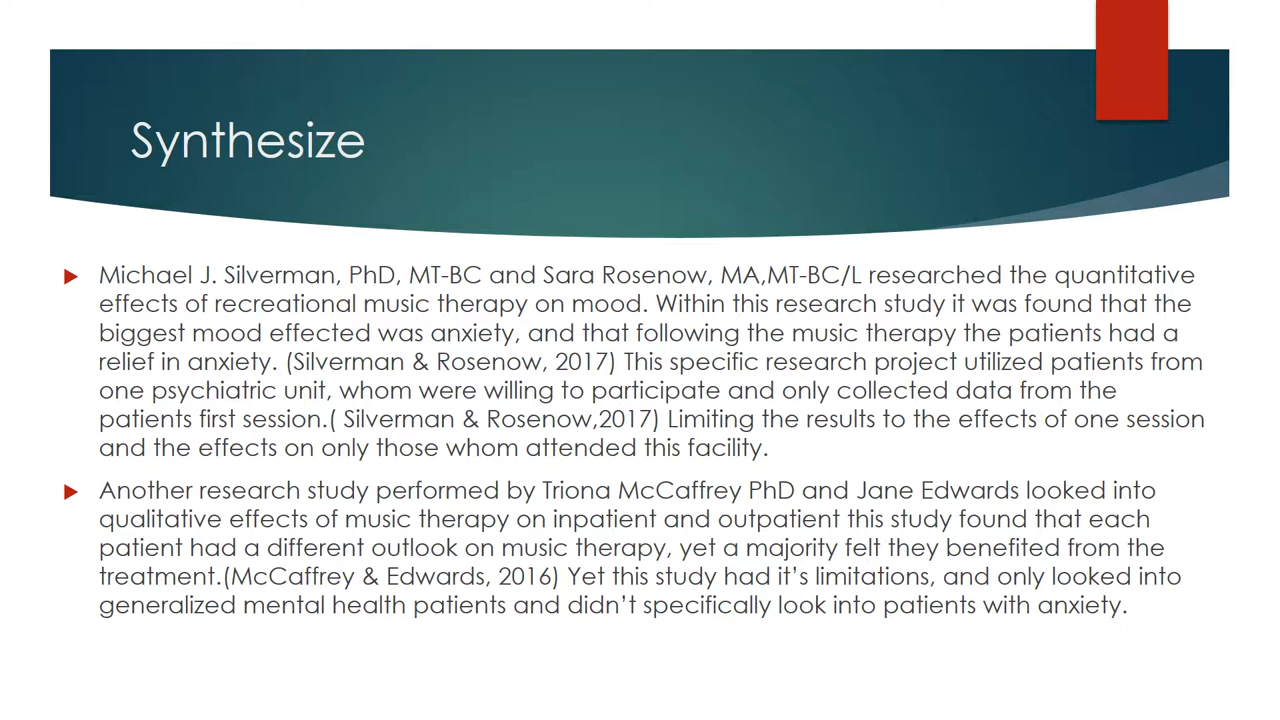 Synthesize
Michael J. Silverman, PhD, MT-BC and Sara Rosenow, MA,MT-BC/L researched the quantitative
effects of recreational music therapy on mood. Within this research study it was found that the
biggest mood effected was anxiety, and that following the music therapy the patients had a
relief in anxiety. (Silverman & Rosenow, 2017) This specific research project utilized patients from
one psychiatric unit, whom were willing to participate and only collected data from the
patients first session.( Silverman & Rosenow,2017) Limiting the results to the effects of one session
and the effects on only those whom attended this facility.
Another research study performed by Triona McCaffrey PhD and Jane Edwards looked into
qualitative effects of music therapy on inpatient and outpatient this study found that each
patient had a different outlook on music therapy, yet a majority felt they benefited from the
treatment.(McCaffrey & Edwards, 2016) Yet this study had it’s limitations, and only looked into
generalized mental health patients and didn’t specifically look into patients with anxiety.